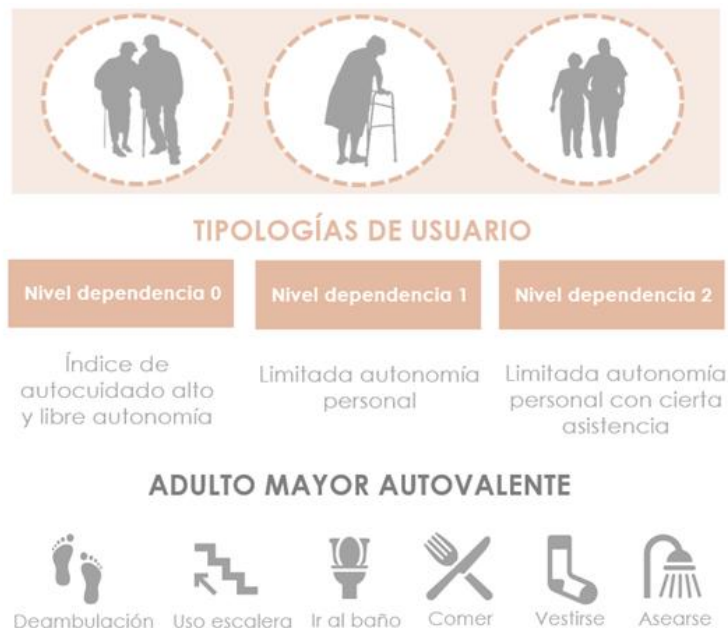 TIPOLOGÍAS DE USUARIO
Nivel dependencia 0
Nivel dependencia 1
Nivel dependencia 2
Índice de
autocuidado alto
y libre autonomía
Limitada autonomía
personal
Limitada autonomía
personal con cierta
asistencia
ADULTO MAYOR AUTOVALENTE
Deambulación
Uso escalera
Ir al baño
Comer
Vestirse
Asearse